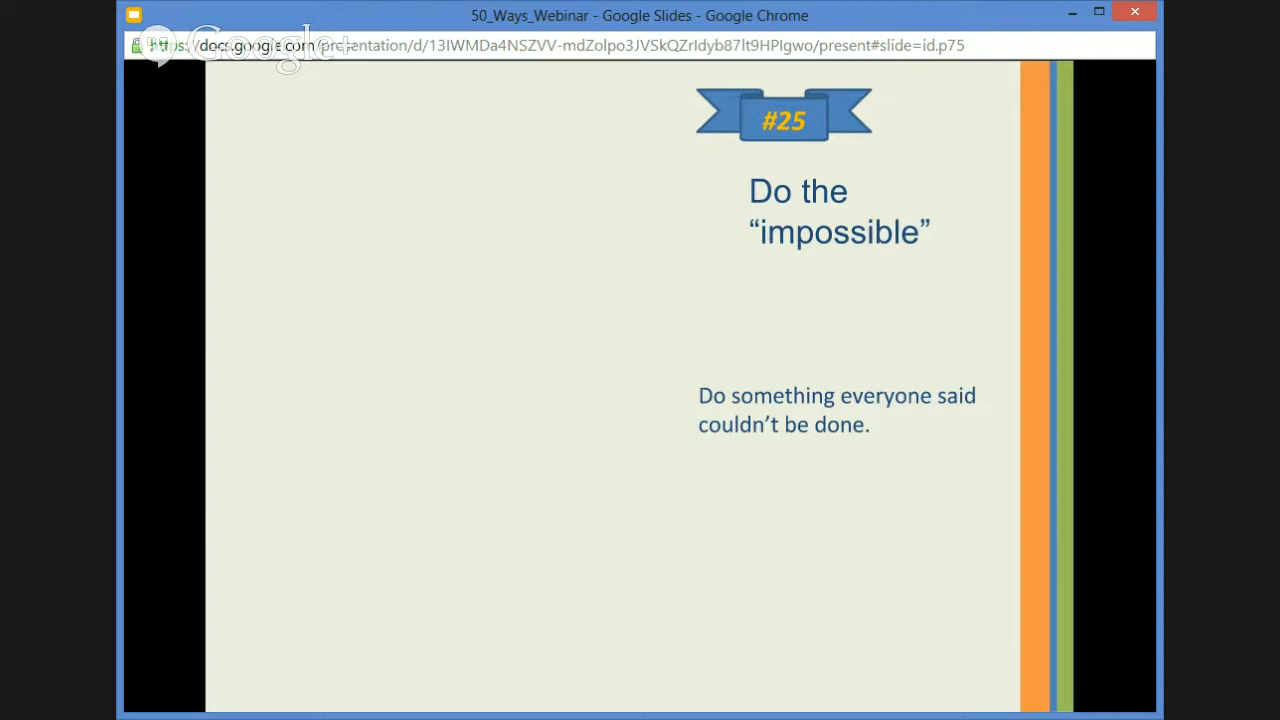 50_Ways_Webinar - Google Slides - Google Chrome
https://docs.google.com/presentation/d/13IWMDa4NSZVV-mdZolpo3JVSkQZrIdyb87lt9HPIgwo/present#slide=id.p75
Google+
#25
Do the
“impossible”
Do something everyone said
couldn’t be done.